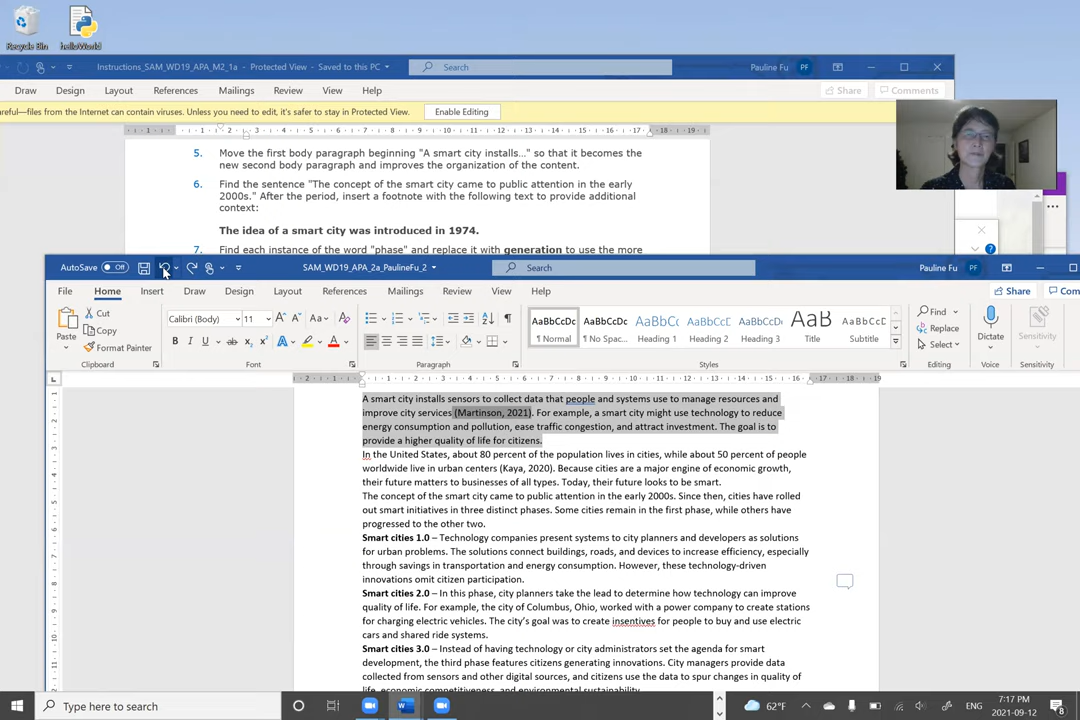 Recycle Bin
helloWorld
Instructions_SAM_WD19_APA_M2_1a - Protected View - Saved to this PC
Search
Pauline Fu
PF
Draw Design Layout References Mailings Review View Help
Share
Comments
careful—files from the Internet can contain viruses. Unless you need to edit, it's safer to stay in Protected View.
Enable Editing
5. Move the first body paragraph beginning "A smart city installs..." so that it becomes the
new second body paragraph and improves the organization of the content.
6. Find the sentence "The concept of the smart city came to public attention in the early
2000s." After the period, insert a footnote with the following text to provide additional
context:
The idea of a smart city was introduced in 1974.
7. Find each instance of the word "phase" and replace it with generation to use the more
AutoSave Off
SAM_WD19_APA_2a_PaulineFu_2
Search
Pauline Fu
PF
File Home Insert Draw Design Layout References Mailings Review View Help
Share
Com
Paste
Cut
Copy
Format Painter
Clipboard
Calibri (Body)
11
Font
Paragraph
AaBbCcDc AaBbCcDc AaBbCc AaBbCcC AaBbCcD AaB AaBbCcD
¶ Normal ¶ No Spac... Heading 1 Heading 2 Heading 3 Title Subtitle
Styles
Find
Replace
Select
Editing
Dictate
Voice
Sensitivity
Sensitivity
A smart city installs sensors to collect data that people and systems use to manage resources and
improve city services (Martinson, 2021). For example, a smart city might use technology to reduce
energy consumption and pollution, ease traffic congestion, and attract investment. The goal is to
provide a higher quality of life for citizens.
In the United States, about 80 percent of the population lives in cities, while about 50 percent of people
worldwide live in urban centers (Kaya, 2020). Because cities are a major engine of economic growth,
their future matters to businesses of all types. Today, their future looks to be smart.
The concept of the smart city came to public attention in the early 2000s. Since then, cities have rolled
out smart initiatives in three distinct phases. Some cities remain in the first phase, while others have
progressed to the other two.
Smart cities 1.0 – Technology companies present systems to city planners and developers as solutions
for urban problems. The solutions connect buildings, roads, and devices to increase efficiency, especially
through savings in transportation and energy consumption. However, these technology-driven
innovations omit citizen participation.
Smart cities 2.0 – In this phase, city planners take the lead to determine how technology can improve
quality of life. For example, the city of Columbus, Ohio, worked with a power company to create stations
for charging electric vehicles. The city's goal was to create insentives for people to buy and use electric
cars and shared ride systems.
Smart cities 3.0 – Instead of having technology or city administrators set the agenda for smart
development, the third phase features citizens generating innovations. City managers provide data
collected from sensors and other digital sources, and citizens use the data to spur changes in quality of
life, economic competitiveness, and environmental sustainability.
Type here to search
62°F
ENG
7:17 PM
2021-09-12